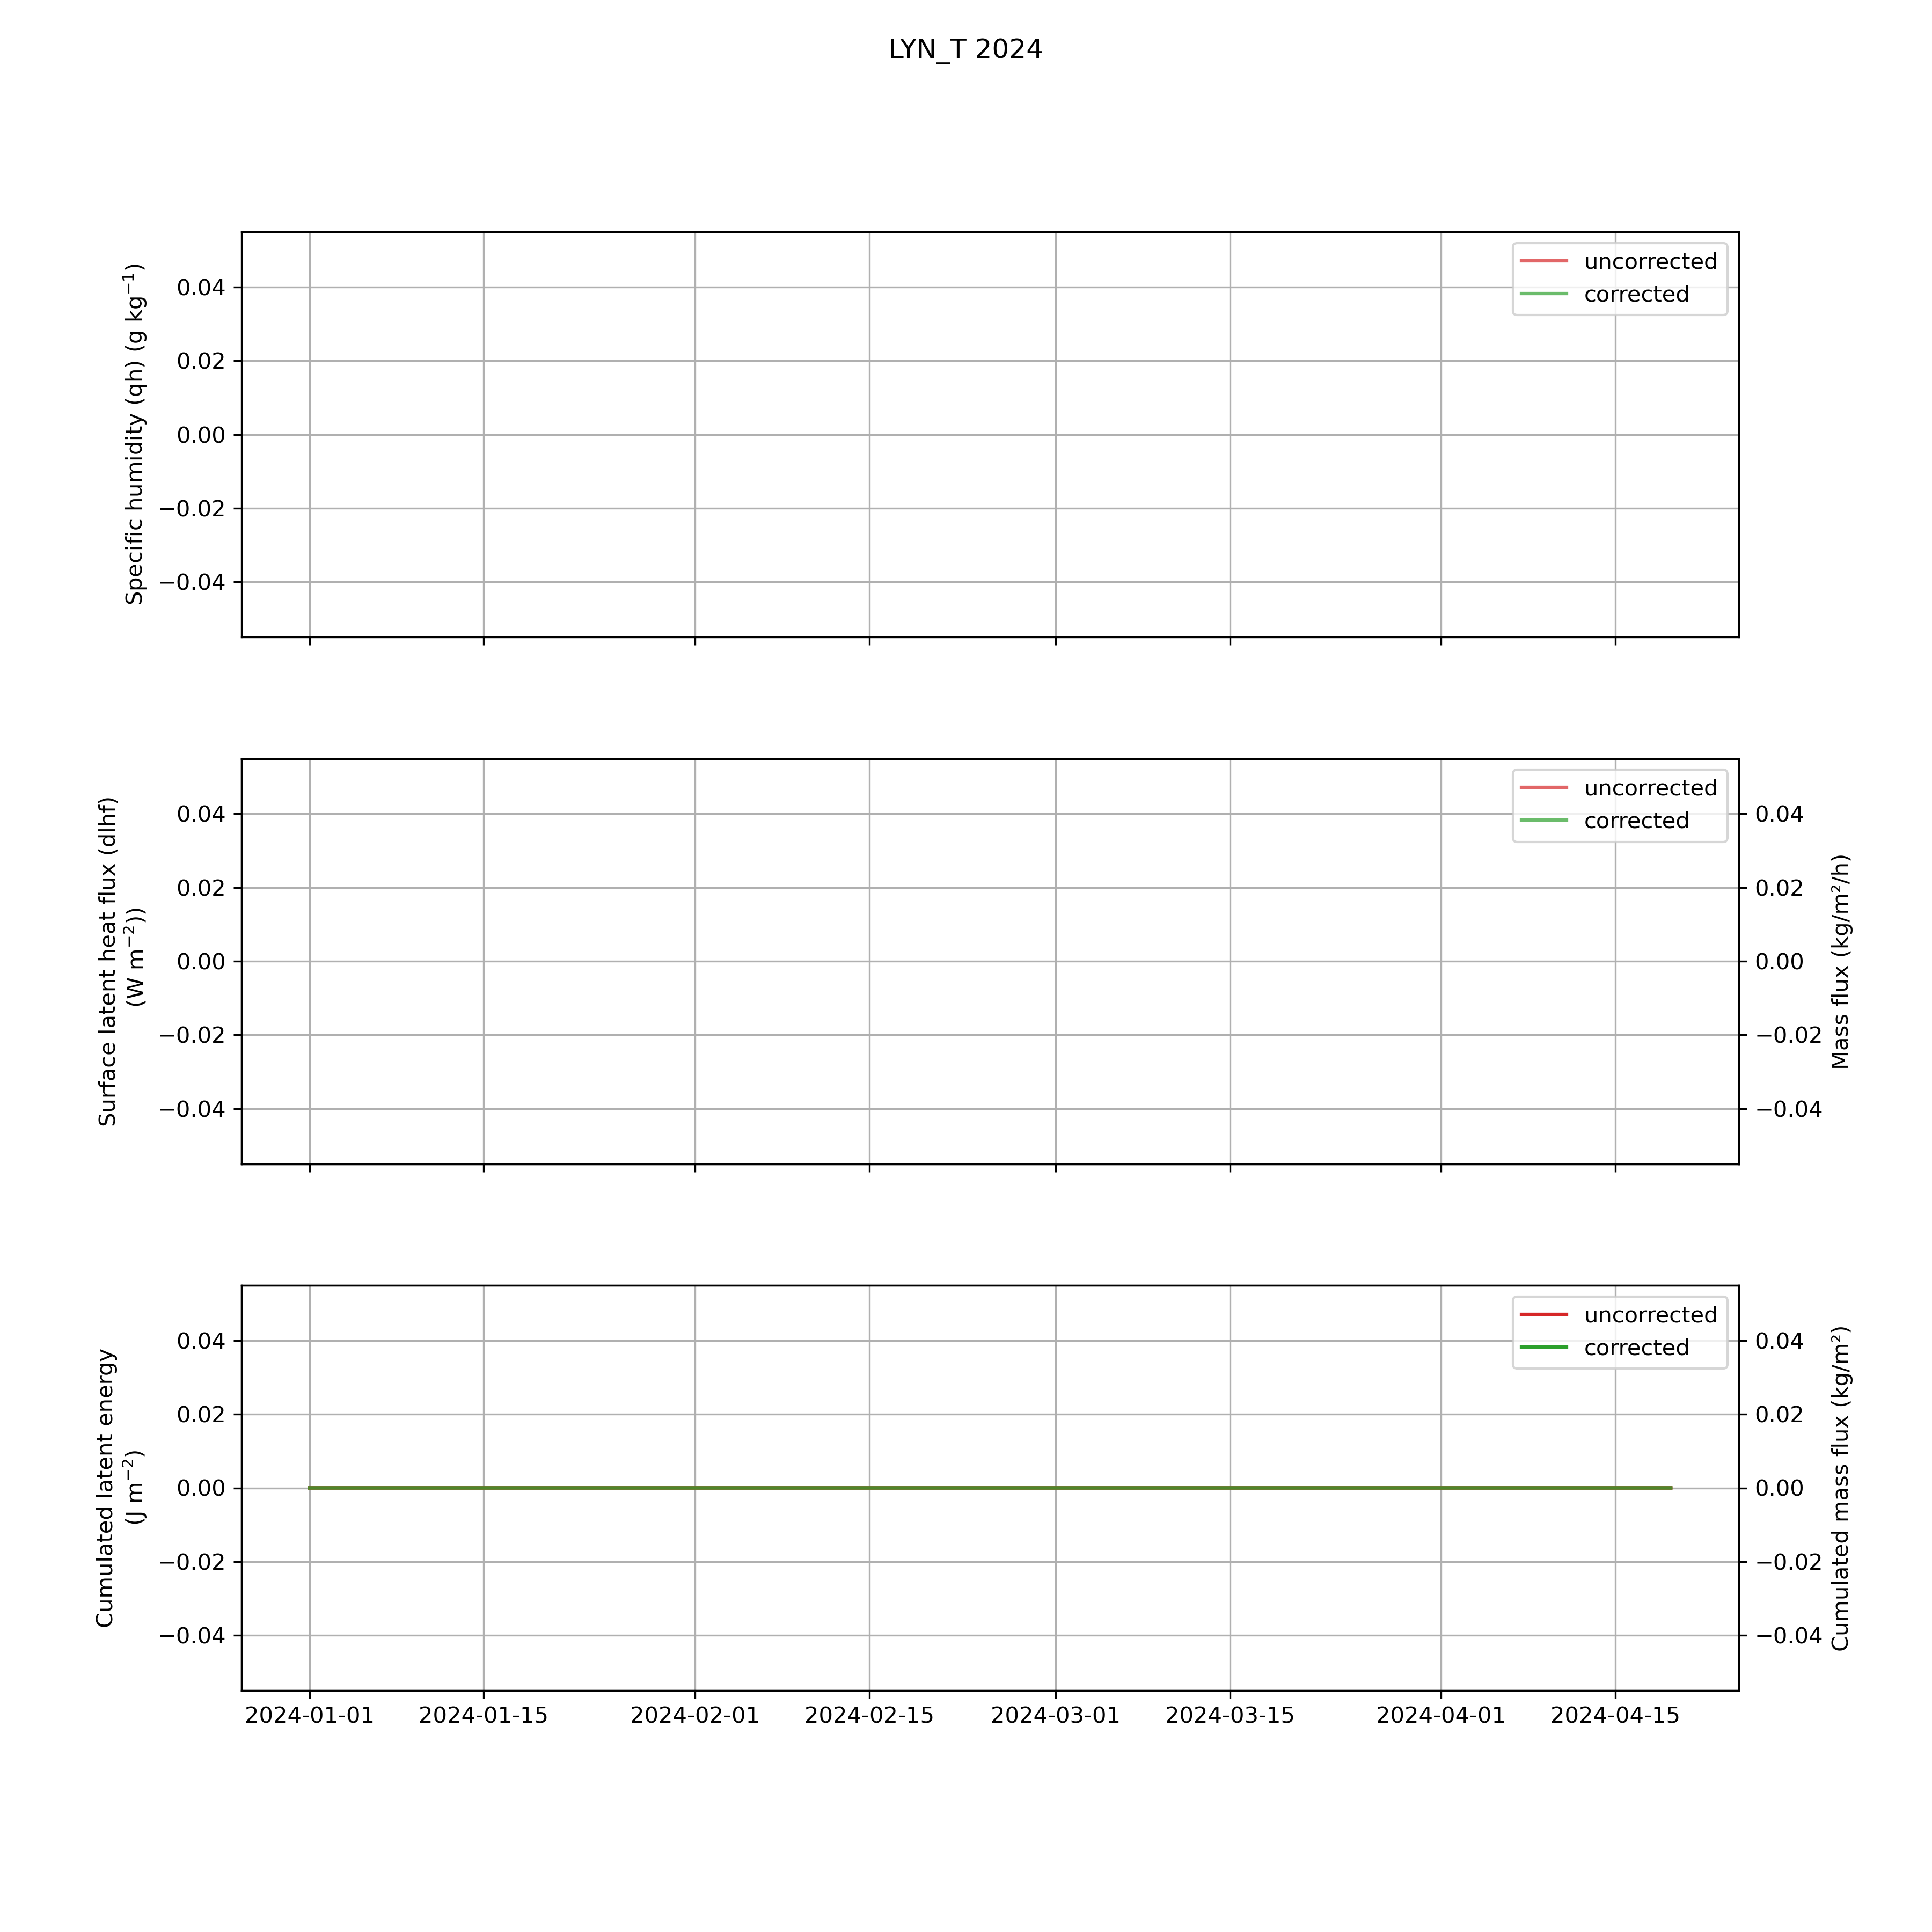 LYN_T 2024
Specific humidity (qh) (g kg⁻¹)
0.04
0.02
0.00
−0.02
−0.04
uncorrected
corrected
Surface latent heat flux (dlhf)
(W m⁻²))
0.04
0.02
0.00
−0.02
−0.04
uncorrected
corrected
0.04
0.02
0.00
−0.02
−0.04
Mass flux (kg/m²/h)
Cumulated latent energy
(J m⁻²)
0.04
0.02
0.00
−0.02
−0.04
uncorrected
corrected
0.04
0.02
0.00
−0.02
−0.04
Cumulated mass flux (kg/m²)
2024-01-01 2024-01-15 2024-02-01 2024-02-15 2024-03-01 2024-03-15 2024-04-01 2024-04-15